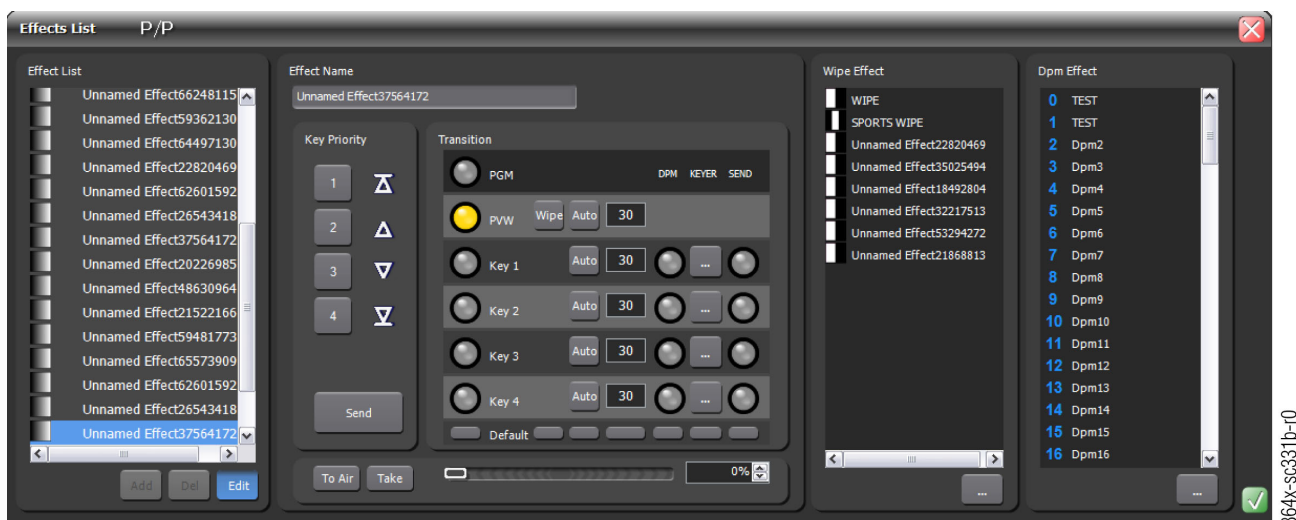 Effects List P/P
Effect List
Unnamed Effect66248115
Unnamed Effect59362130
Unnamed Effect64497130
Unnamed Effect22820469
Unnamed Effect62601592
Unnamed Effect26543418
Unnamed Effect37564172
Unnamed Effect20226985
Unnamed Effect48630964
Unnamed Effect21522166
Unnamed Effect59481773
Unnamed Effect65573909
Unnamed Effect62601592
Unnamed Effect26543418
Unnamed Effect37564172
Add Del Edit
Effect Name
Unnamed Effect37564172
Key Priority
1
2
3
4
Send
Transition
PGM DPM KEYER SEND
PVW Wipe Auto 30
Key 1 Auto 30 ...
Key 2 Auto 30 ...
Key 3 Auto 30 ...
Key 4 Auto 30 ...
Default
To Air Take 0%
Wipe Effect
WIPE
SPORTS WIPE
Unnamed Effect22820469
Unnamed Effect35025494
Unnamed Effect18492804
Unnamed Effect32217513
Unnamed Effect53294272
Unnamed Effect21868813
...
Dpm Effect
0 TEST
1 TEST
2 Dpm2
3 Dpm3
4 Dpm4
5 Dpm5
6 Dpm6
7 Dpm7
8 Dpm8
9 Dpm9
10 Dpm10
11 Dpm11
12 Dpm12
13 Dpm13
14 Dpm14
15 Dpm15
16 Dpm16
...